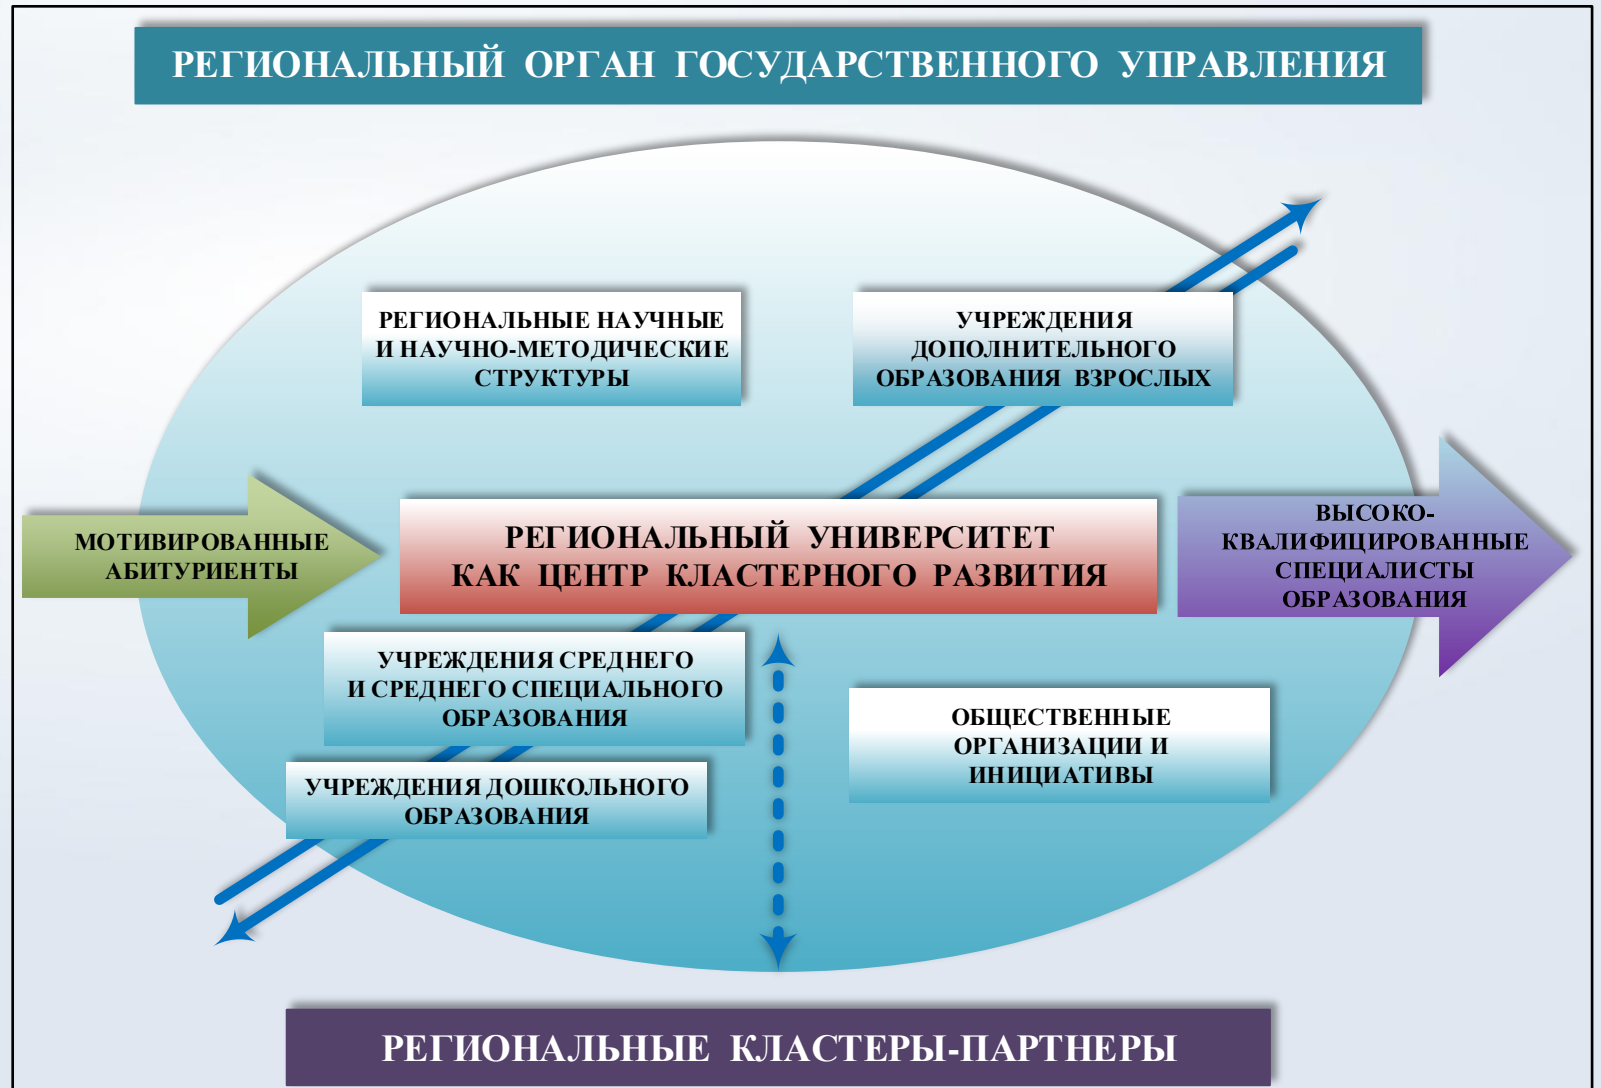 РЕГИОНАЛЬНЫЙ ОРГАН ГОСУДАРСТВЕННОГО УПРАВЛЕНИЯ
РЕГИОНАЛЬНЫЕ НАУЧНЫЕ
И НАУЧНО-МЕТОДИЧЕСКИЕ
СТРУКТУРЫ
УЧРЕЖДЕНИЯ
ДОПОЛНИТЕЛЬНОГО
ОБРАЗОВАНИЯ ВЗРОСЛЫХ
МОТИВИРОВАННЫЕ
АБИТУРИЕНТЫ
РЕГИОНАЛЬНЫЙ УНИВЕРСИТЕТ
КАК ЦЕНТР КЛАСТЕРНОГО РАЗВИТИЯ
ВЫСОКО-
КВАЛИФИЦИРОВАННЫЕ
СПЕЦИАЛИСТЫ
ОБРАЗОВАНИЯ
УЧРЕЖДЕНИЯ СРЕДНЕГО
И СРЕДНЕГО СПЕЦИАЛЬНОГО
ОБРАЗОВАНИЯ
ОБЩЕСТВЕННЫЕ
ОРГАНИЗАЦИИ И
ИНИЦИАТИВЫ
УЧРЕЖДЕНИЯ ДОШКОЛЬНОГО
ОБРАЗОВАНИЯ
РЕГИОНАЛЬНЫЕ КЛАСТЕРЫ-ПАРТНЕРЫ